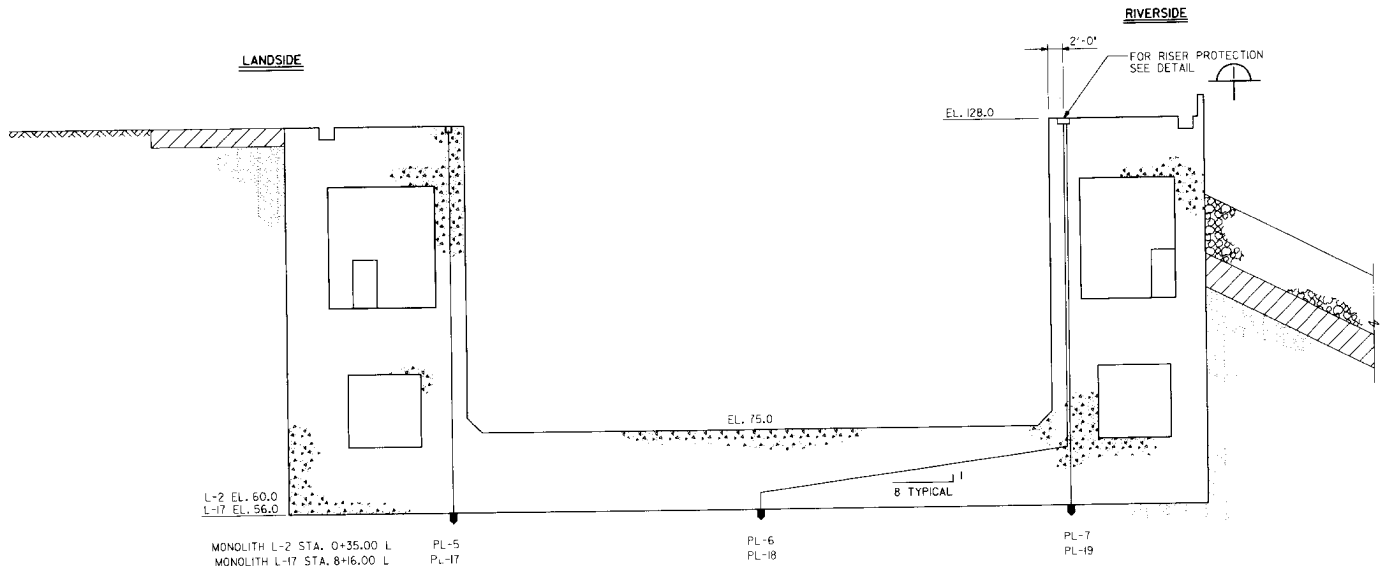 RIVERSIDE
LANDSIDE
2'-0"
FOR RISER PROTECTION
SEE DETAIL
EL. 128.0
EL. 75.0
8 TYPICAL
1
L-2 EL. 60.0
L-17 EL. 56.0
MONOLITH L-2 STA. 0+35.00 L
MONOLITH L-17 STA. 8+16.00 L
PL-5
PL-17
PL-6
PL-18
PL-7
PL-19